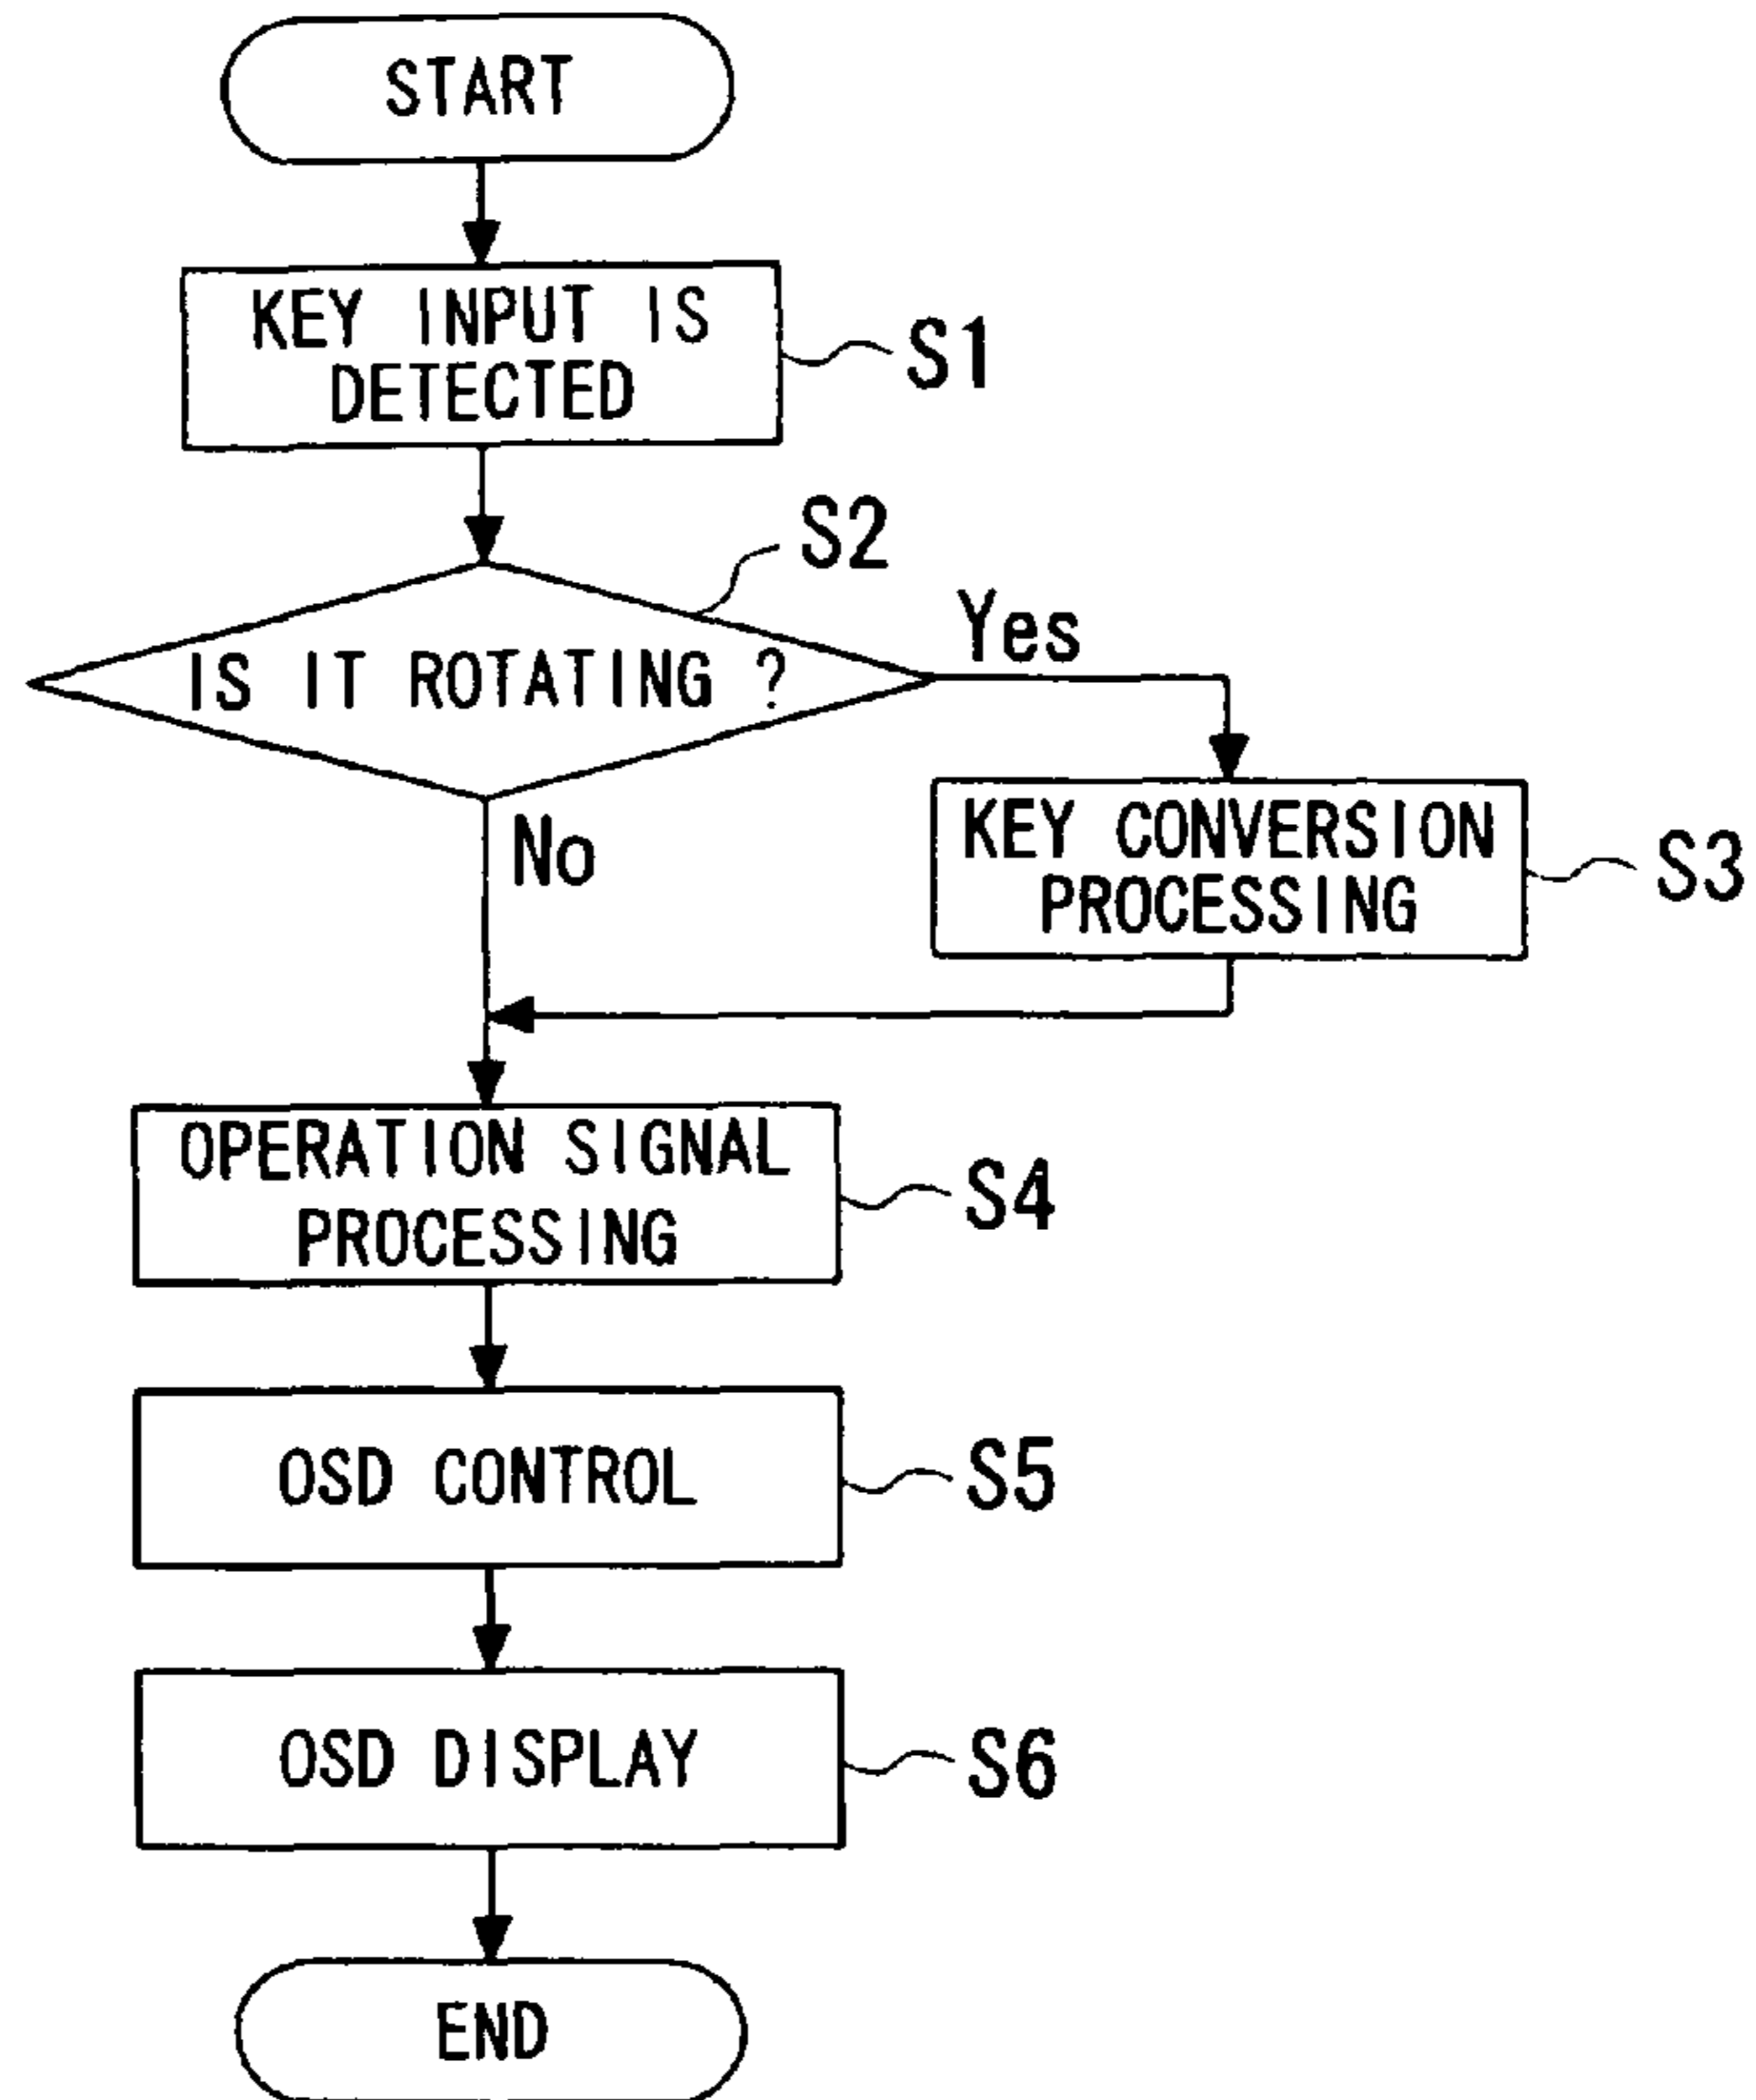 START
KEY INPUT IS
DETECTED
S1
S2
IS IT ROTATING ?
Yes
No
KEY CONVERSION
PROCESSING
S3
OPERATION SIGNAL
PROCESSING
S4
OSD CONTROL
S5
OSD DISPLAY
S6
END